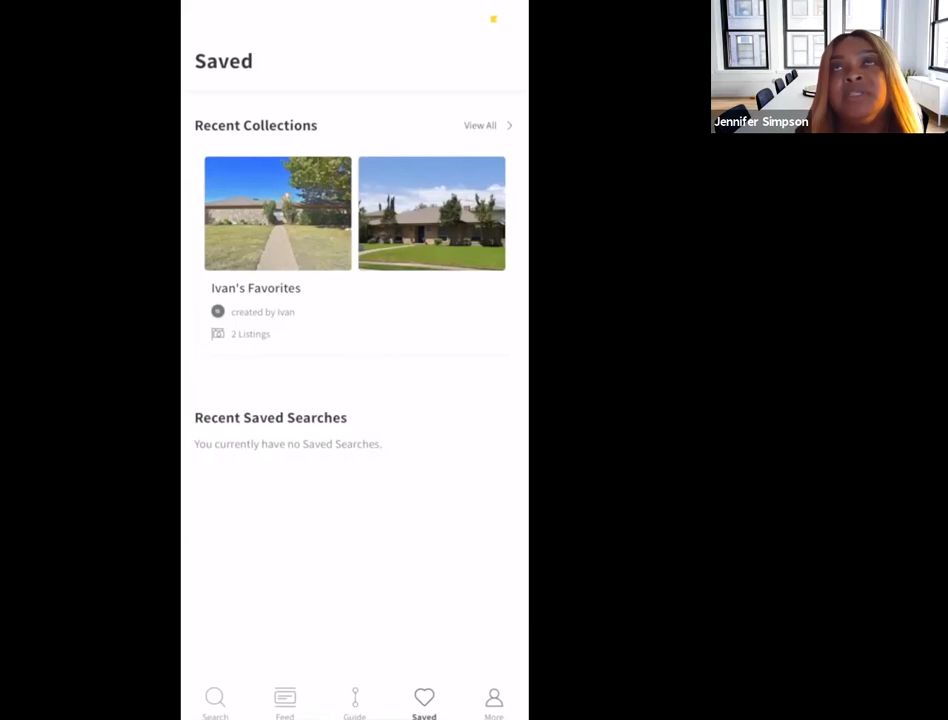 Saved
Recent Collections
View All
Ivan's Favorites
created by Ivan
2 Listings
Recent Saved Searches
You currently have no Saved Searches.
Search
Feed
Guide
Saved
More
Jennifer Simpson